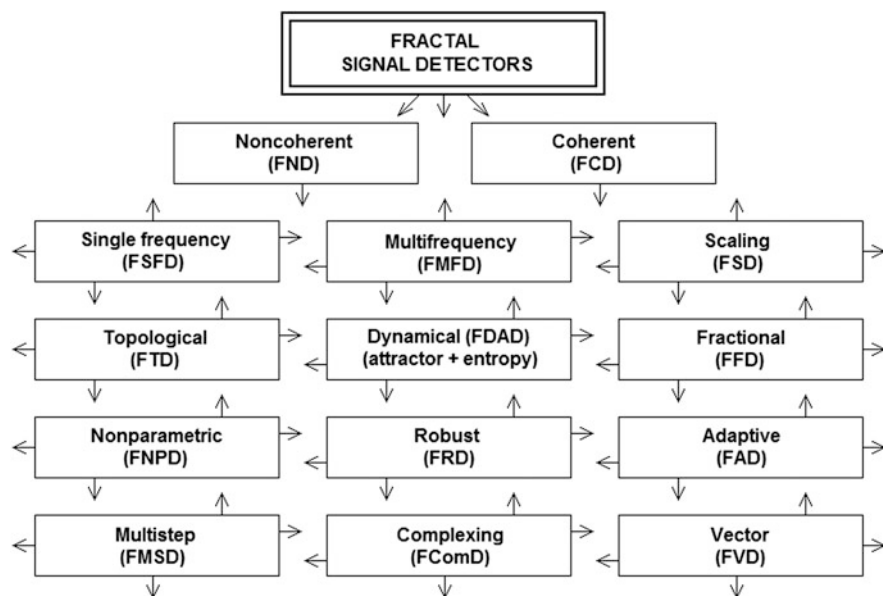 FRACTAL
SIGNAL DETECTORS
Noncoherent
(FND)
Coherent
(FCD)
Single frequency
(FSFD)
Multifrequency
(FMFD)
Scaling
(FSD)
Topological
(FTD)
Dynamical (FDAD)
(attractor + entropy)
Fractional
(FFD)
Nonparametric
(FNPD)
Robust
(FRD)
Adaptive
(FAD)
Multistep
(FMSD)
Complexing
(FComD)
Vector
(FVD)